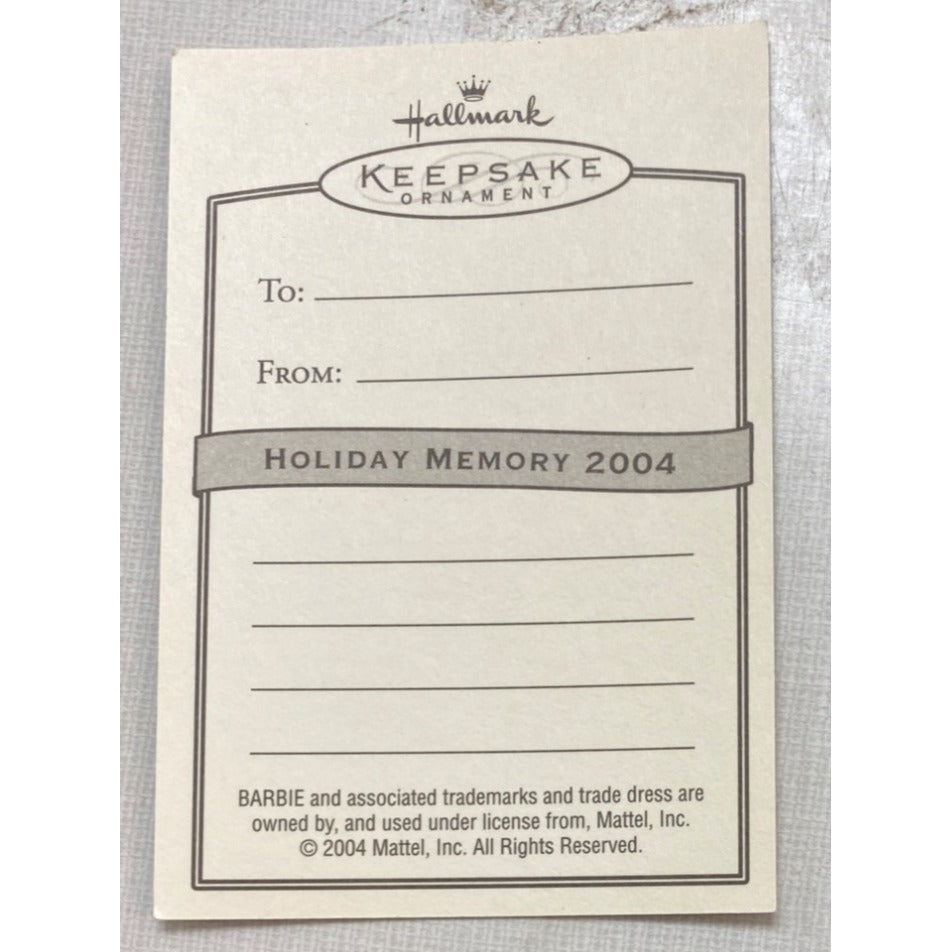 Hallmark
KEEPSAKE
ORNAMENT
TO:
FROM:
HOLIDAY MEMORY 2004
BARBIE and associated trademarks and trade dress are
owned by, and used under license from, Mattel, Inc.
© 2004 Mattel, Inc. All Rights Reserved.